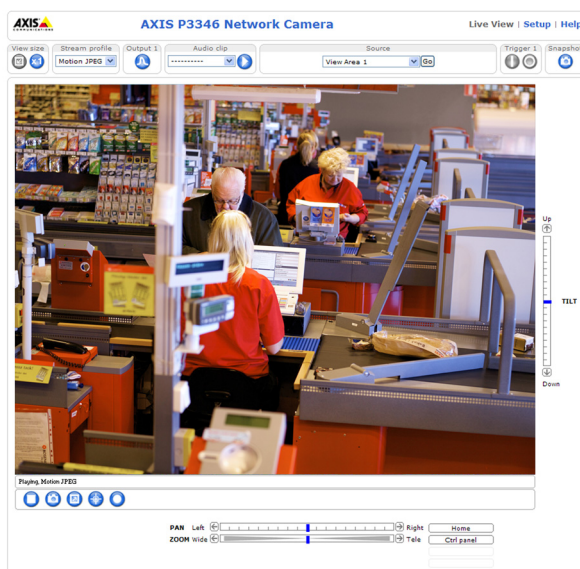 AXIS
COMMUNICATIONS
AXIS P3346 Network Camera
Live View | Setup | Help
View size
Stream profile
Output 1
Audio clip
Source
Trigger 1
Snapsho
Motion JPEG
----------
View Area 1
Go
Up
TILT
Down
Playing, Motion JPEG
PAN Left Right Home
ZOOM Wide Tele Ctrl panel